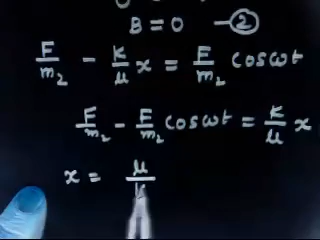 B = 0 — ②
F/m₂ - K/μ x = F/m₂ cosωt
F/m₂ - F/m₂ cosωt = K/μ x
x = μ/